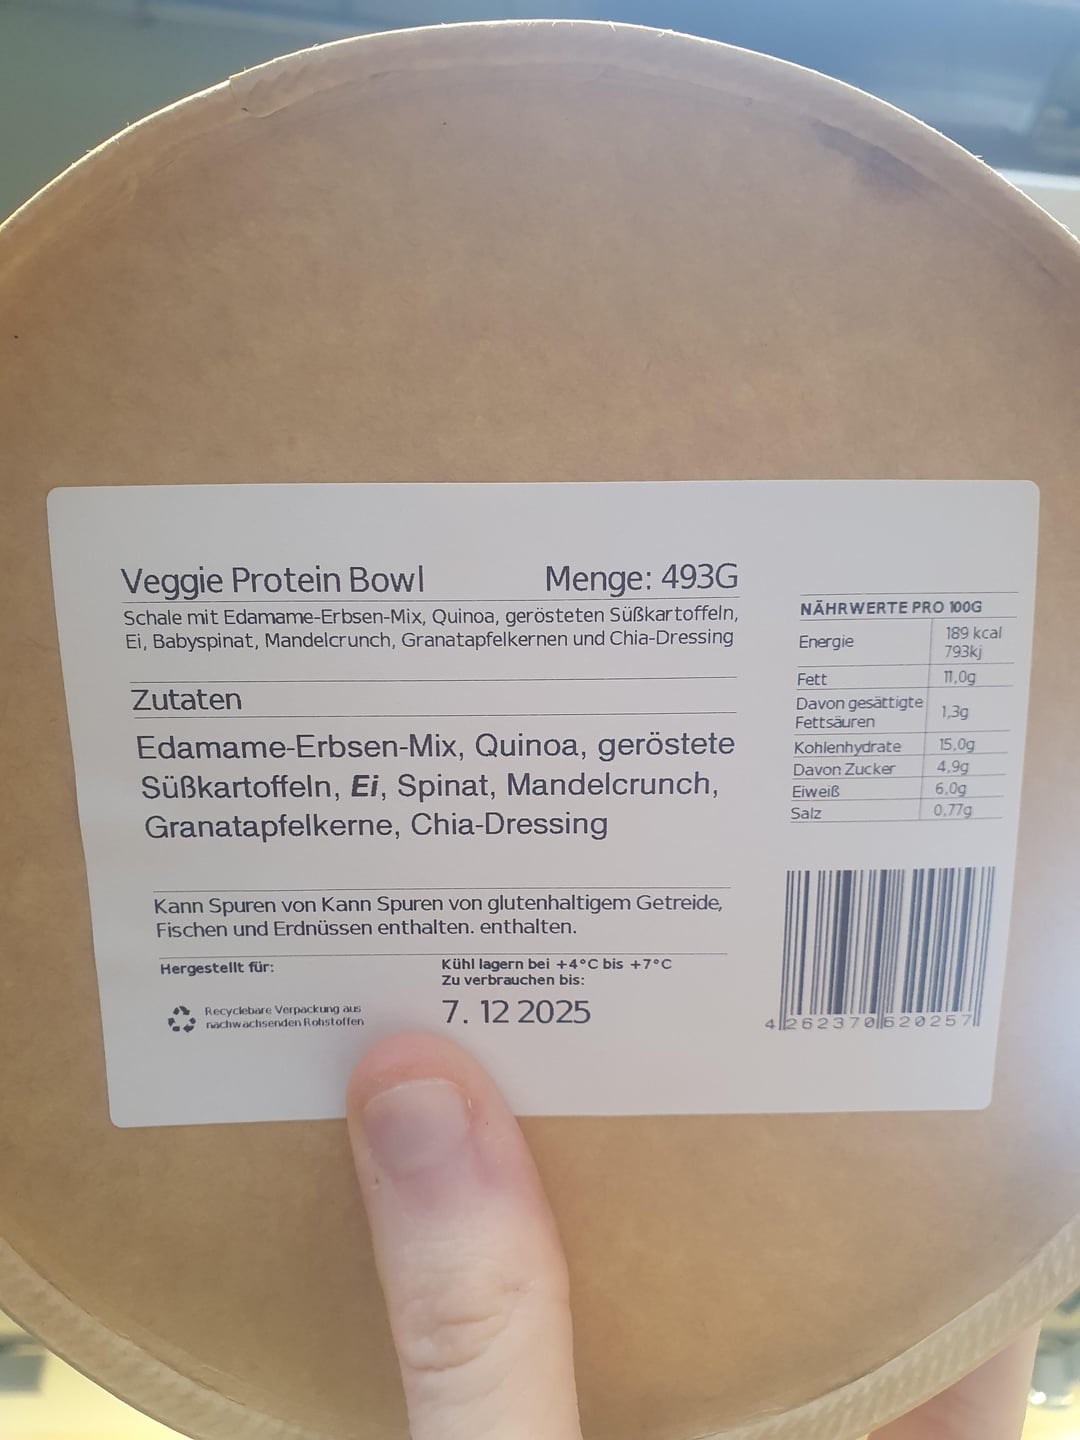 Veggie Protein Bowl Menge: 493G
Schale mit Edamame-Erbsen-Mix, Quinoa, gerösteten Süßkartoffeln,
Ei, Babyspinat, Mandelcrunch, Granatapfelkernen und Chia-Dressing
Zutaten
Edamame-Erbsen-Mix, Quinoa, geröstete
Süßkartoffeln, Ei, Spinat, Mandelcrunch,
Granatapfelkerne, Chia-Dressing
Kann Spuren von Kann Spuren von glutenhaltigem Getreide,
Fischen und Erdnüssen enthalten. enthalten.
Hergestellt für:
Recyclebare Verpackung aus
nachwachsenden Rohstoffen
Kühl lagern bei +4°C bis +7°C
Zu verbrauchen bis:
7. 12 2025
NÄHRWERTE PRO 100G
Energie 189 kcal
793kj
Fett 11,0g
Davon gesättigte
Fettsäuren 1,3g
Kohlenhydrate 15,0g
Davon Zucker 4,9g
Eiweiß 6,0g
Salz 0,77g
4 262370 620257